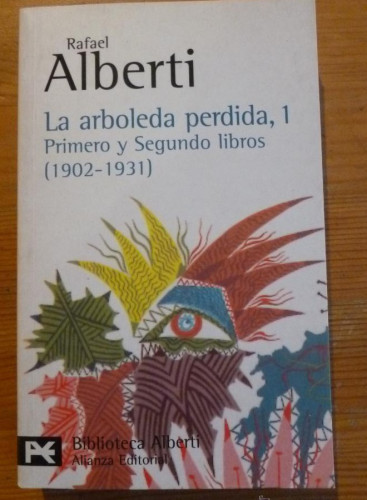 Rafael
Alberti
La arboleda perdida, 1
Primero y Segundo libros
(1902-1931)
Biblioteca Alberti
Alianza Editorial